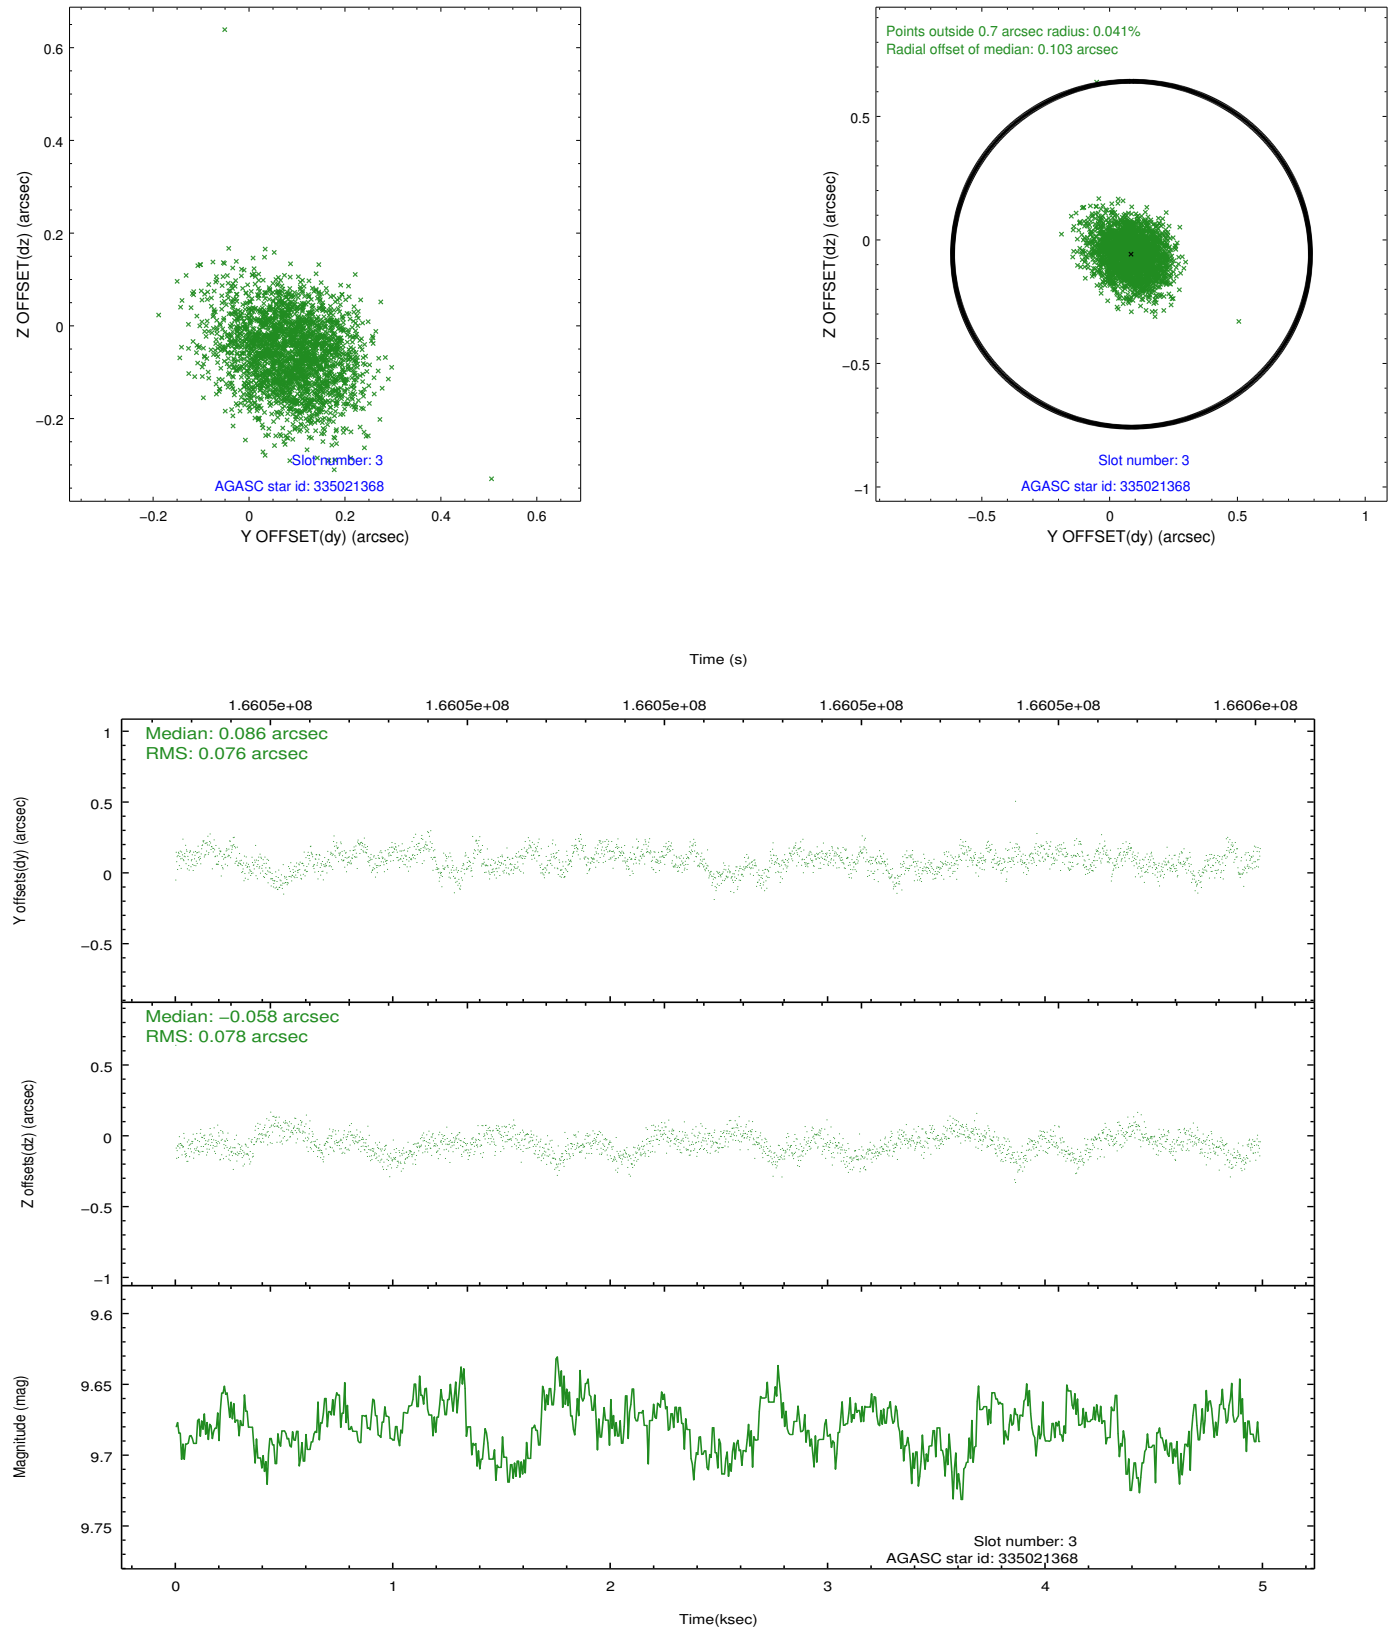 0.6
0.4
0.2
0
−0.2
Z OFFSET(dz) (arcsec)
Slot number: 3
AGASC star id: 335021368
−0.2 0 0.2 0.4 0.6
Y OFFSET(dy) (arcsec)
Points outside 0.7 arcsec radius: 0.041%
Radial offset of median: 0.103 arcsec
0.5
0
−0.5
−1
Z OFFSET(dz) (arcsec)
Slot number: 3
AGASC star id: 335021368
−0.5 0 0.5 1
Y OFFSET(dy) (arcsec)
Time (s)
1.6605e+08 1.6605e+08 1.6605e+08 1.6605e+08 1.6605e+08 1.6606e+08
Median: 0.086 arcsec
RMS: 0.076 arcsec
1
0.5
0
−0.5
Y offsets(dy) (arcsec)
Median: −0.058 arcsec
RMS: 0.078 arcsec
0.5
0
−0.5
−1
Z offsets(dz) (arcsec)
9.6
9.65
9.7
9.75
Magnitude (mag)
Slot number: 3
AGASC star id: 335021368
0 1 2 3 4 5
Time(ksec)